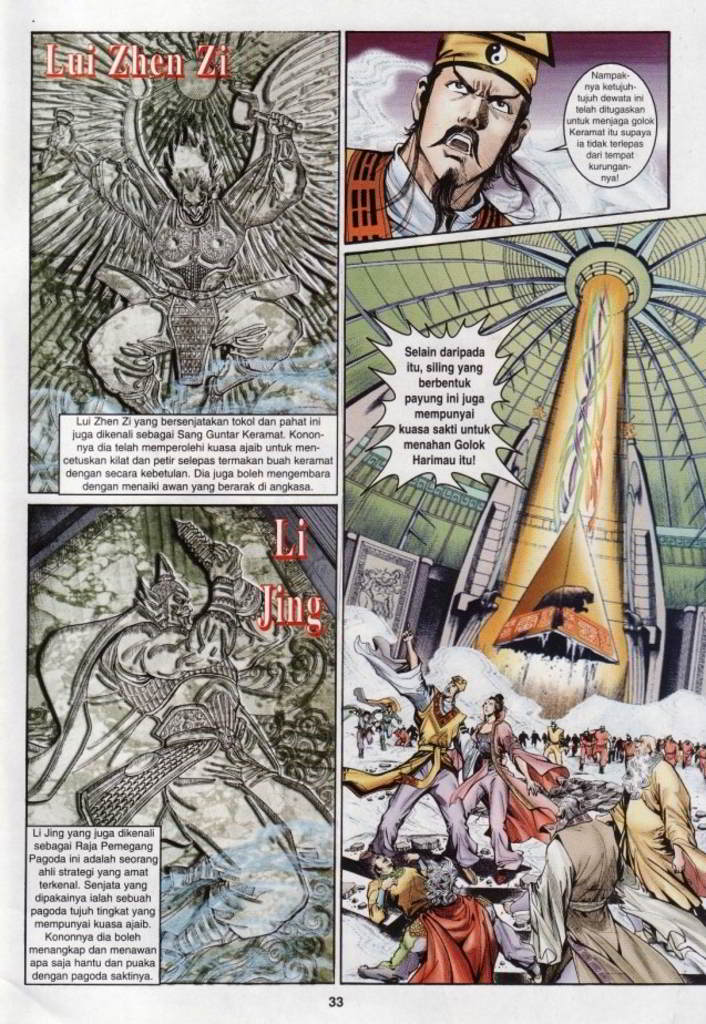 Lui Zhen Zi
Lui Zhen Zi yang bersenjatakan tokol dan pahat ini
juga dikenali sebagai Sang Guntar Keramat. Konon-
nya dia telah memperolehi kuasa ajaib untuk men-
cetuskan kilat dan petir selepas termakan buah keramat
dengan secara kebetulan. Dia juga boleh mengembara
dengan menaiki awan yang berarak di angkasa.
Nampak-
nya ketujuh-
tujuh dewata ini
telah ditugaskan
untuk menjaga golok
Keramat itu supaya
ia tidak terlepas
dari tempat
kurungan-
nya!
Selain daripada
itu, siling yang
berbentuk
payung ini juga
mempunyai
kuasa sakti untuk
menahan Golok
Harimau itu!
Li
Jing
Li Jing yang juga dikenali
sebagai Raja Pemegang
Pagoda ini adalah seorang
ahli strategi yang amat
terkenal. Senjata yang
dipakainya ialah sebuah
pagoda tujuh tingkat yang
mempunyai kuasa ajaib.
Kononnya dia boleh
menangkap dan menawan
apa saja hantu dan puaka
dengan pagoda saktinya.
33